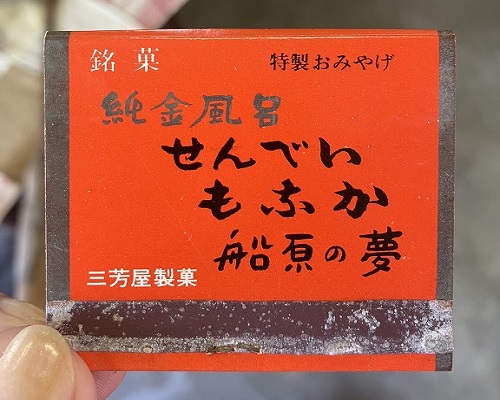 銘菓 特製おみやげ
純金風呂
せんべい
もなか
船原の夢
三芳屋製菓